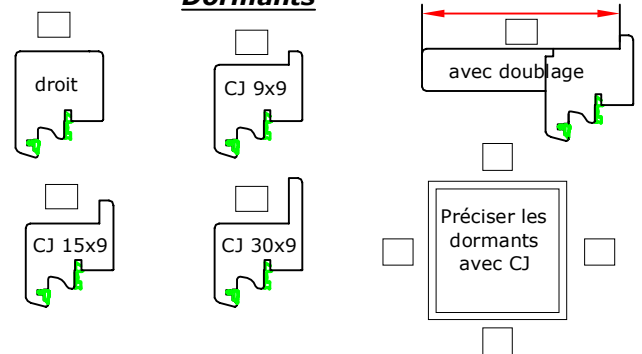 Dormants
droit
CJ 9x9
avec doublage
CJ 15x9
CJ 30x9
Préciser les
dormants
avec CJ